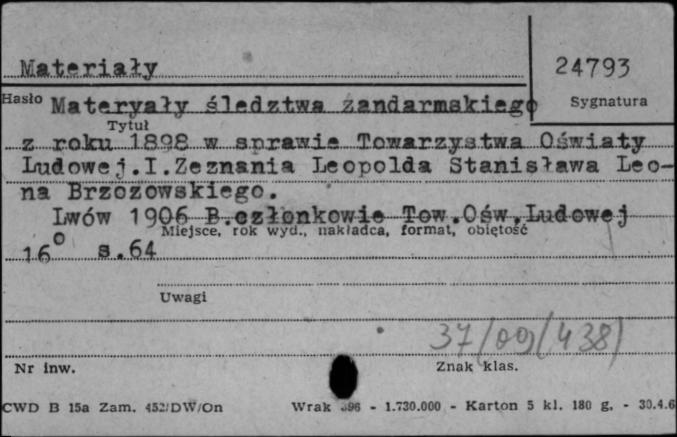 Materiały
24793
Hasło
Sygnatura
Materyały śledztwa żandarmskiego
Tytuł
z roku 1898 w sprawie Towarzystwa Oświaty
Ludowej.I.Zeznania Leopolda Stanisława Leo-
na Brzozowskiego.
Lwów 1906 B.członkowie Tow.Ośw.Ludowej
Miejsce, rok wyd., nakładca, format, objętość
16° s.64
Uwagi
37/09/438)
Nr inw.
Znak klas.
CWD B 15a Zam. 452/DW/On
Wrak 396 - 1.730.000 - Karton 5 kl. 180 g. - 30.4.6